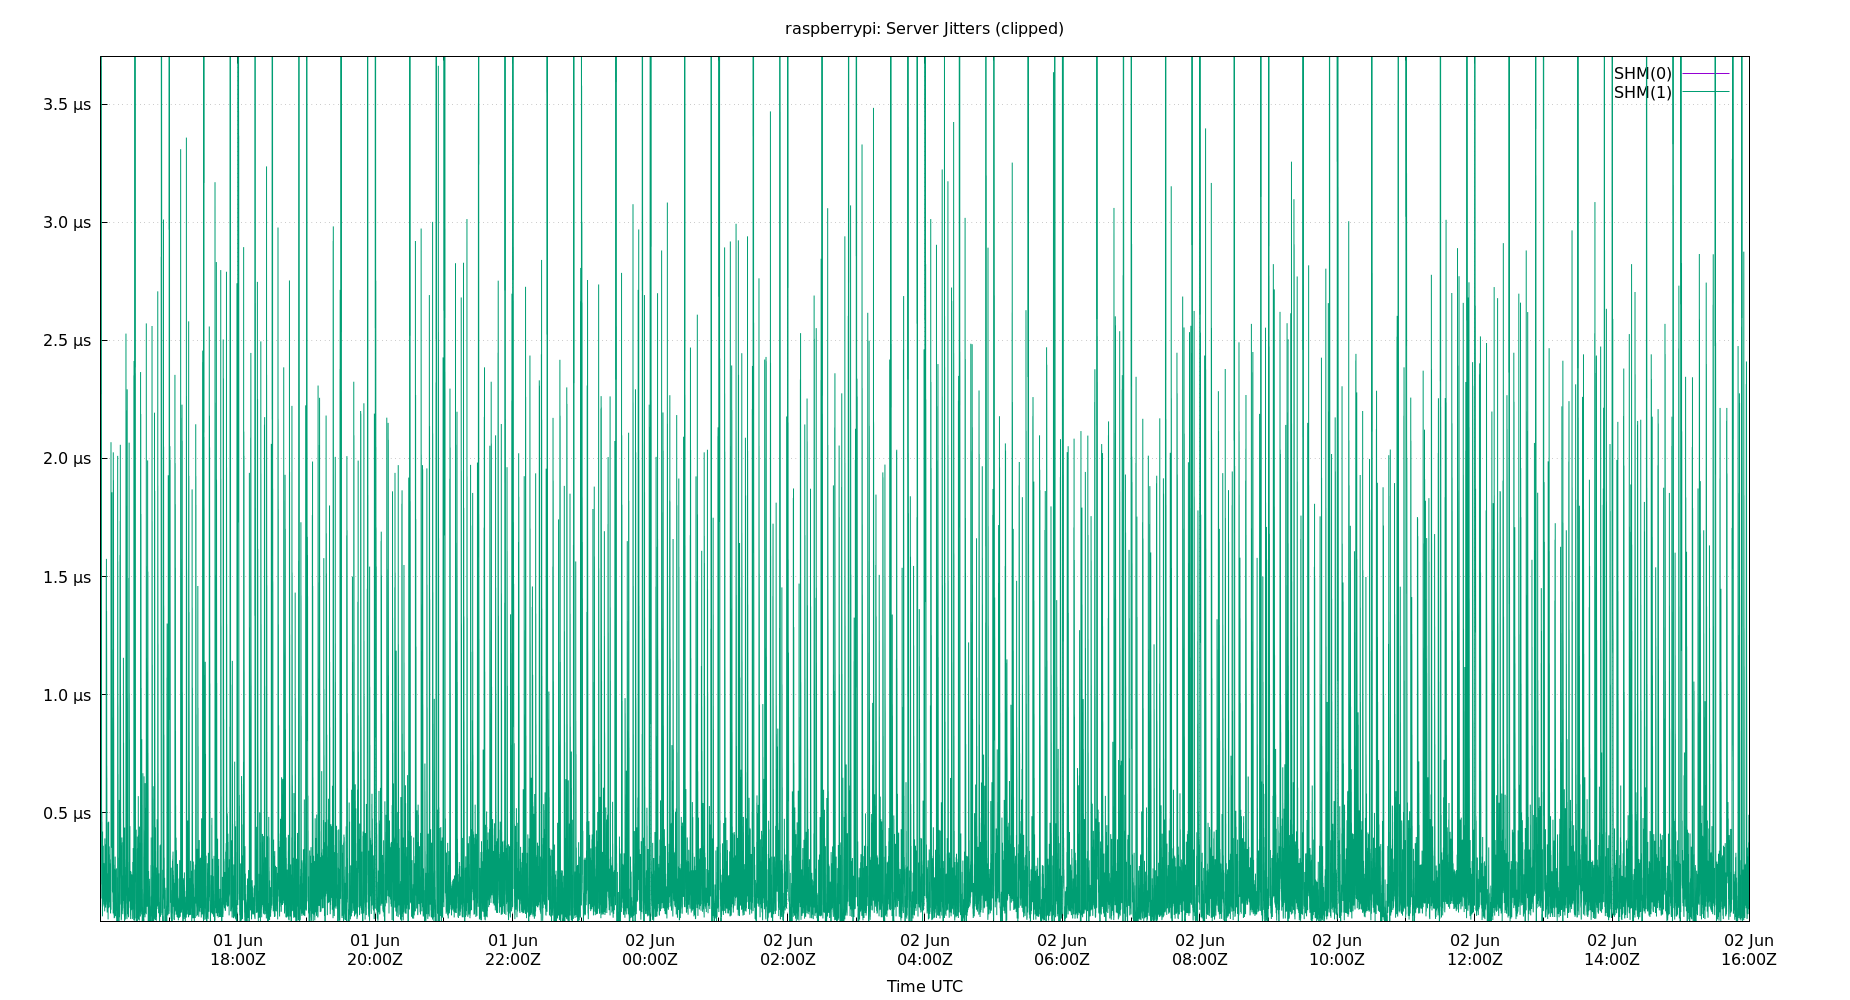 raspberrypi: Server Jitters (clipped)
SHM(0)
SHM(1)
3.5 µs
3.0 µs
2.5 µs
2.0 µs
1.5 µs
1.0 µs
0.5 µs
01 Jun 01 Jun 01 Jun 02 Jun 02 Jun 02 Jun 02 Jun 02 Jun 02 Jun 02 Jun 02 Jun 02 Jun
18:00Z 20:00Z 22:00Z 00:00Z 02:00Z 04:00Z 06:00Z 08:00Z 10:00Z 12:00Z 14:00Z 16:00Z
Time UTC